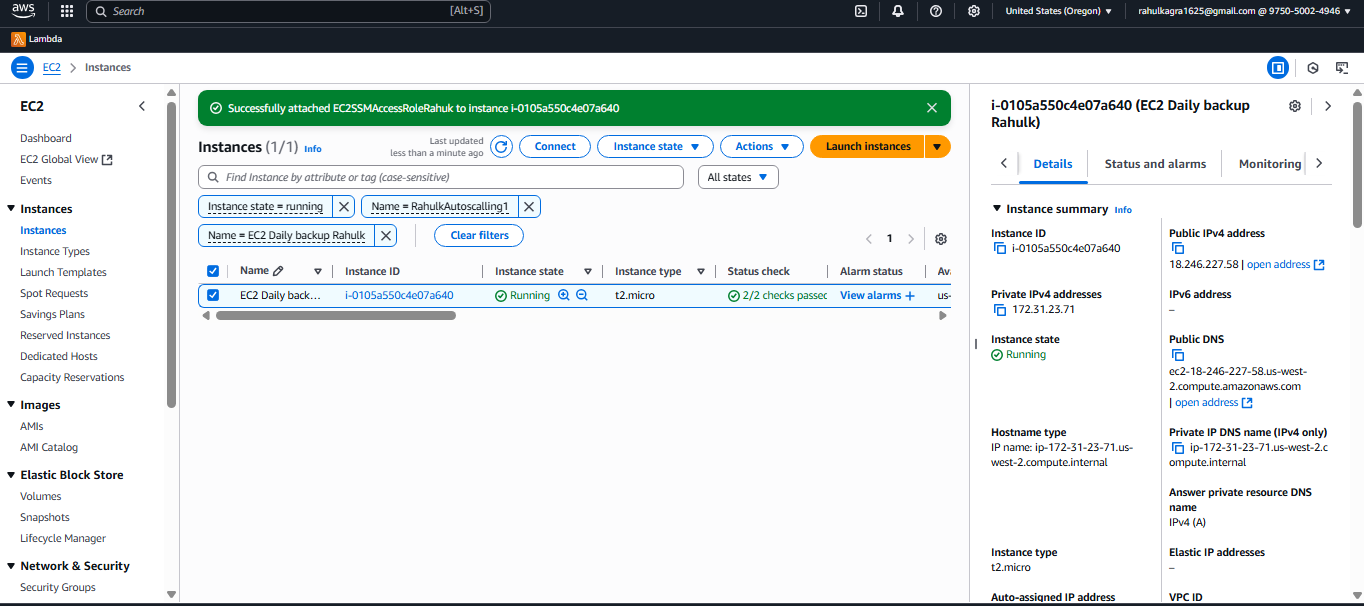 aws
Search
[Alt+S]
United States (Oregon)
rahulkagra1625@gmail.com @ 9750-5002-4946
Lambda
EC2
Instances
EC2
Dashboard
EC2 Global View
Events
Instances
Instances
Instance Types
Launch Templates
Spot Requests
Savings Plans
Reserved Instances
Dedicated Hosts
Capacity Reservations
Images
AMIs
AMI Catalog
Elastic Block Store
Volumes
Snapshots
Lifecycle Manager
Network & Security
Security Groups
Successfully attached EC2SSMAccessRoleRahuk to instance i-0105a550c4e07a640
Instances (1/1) Info
Last updated
less than a minute ago
Connect
Instance state
Actions
Launch instances
Find Instance by attribute or tag (case-sensitive)
All states
Instance state = running
Name = RahulkAutoscalling1
Name = EC2 Daily backup Rahulk
Clear filters
1
Name Instance ID Instance state Instance type Status check Alarm status Ava
EC2 Daily back... i-0105a550c4e07a640 Running t2.micro 2/2 checks passec View alarms + us-
i-0105a550c4e07a640 (EC2 Daily backup
Rahulk)
Details
Status and alarms
Monitoring
Instance summary Info
Instance ID
i-0105a550c4e07a640
Public IPv4 address
18.246.227.58 | open address
Private IPv4 addresses
172.31.23.71
IPv6 address
–
Instance state
Running
Public DNS
ec2-18-246-227-58.us-west-
2.compute.amazonaws.com
| open address
Hostname type
IP name: ip-172-31-23-71.us-
west-2.compute.internal
Private IP DNS name (IPv4 only)
ip-172-31-23-71.us-west-2.c
ompute.internal
Answer private resource DNS
name
IPv4 (A)
Instance type
t2.micro
Elastic IP addresses
–
Auto-assigned IP address
VPC ID